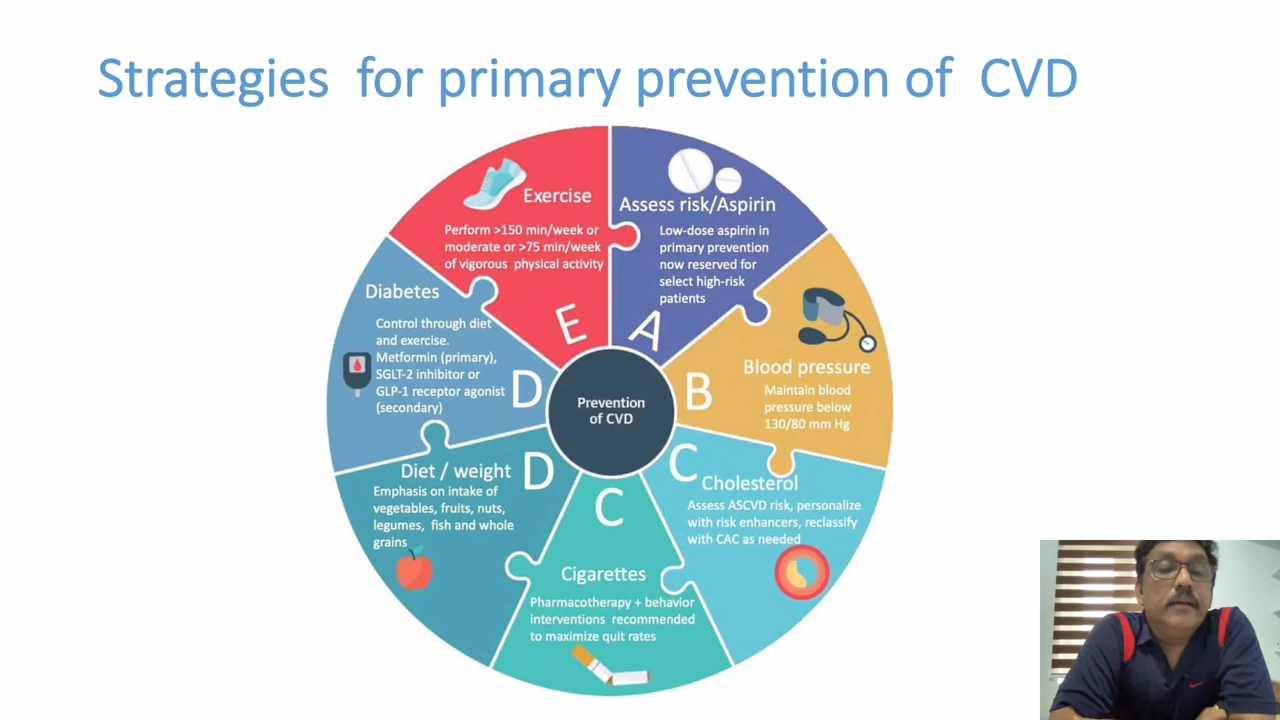 Strategies for primary prevention of CVD
Assess risk/Aspirin
Low-dose aspirin in
primary prevention
now reserved for
select high-risk
patients
A
Blood pressure
Maintain blood
pressure below
130/80 mm Hg
B
C
Cholesterol
Assess ASCVD risk, personalize
with risk enhancers, reclassify
with CAC as needed
C
Cigarettes
Pharmacotherapy + behavior
interventions recommended
to maximize quit rates
D
Diet / weight
Emphasis on intake of
vegetables, fruits, nuts,
legumes, fish and whole
grains
Diabetes
Control through diet
and exercise.
Metformin (primary),
SGLT-2 inhibitor or
GLP-1 receptor agonist
(secondary)
D
Exercise
Perform >150 min/week or
moderate or >75 min/week
of vigorous physical activity
E
Prevention
of CVD